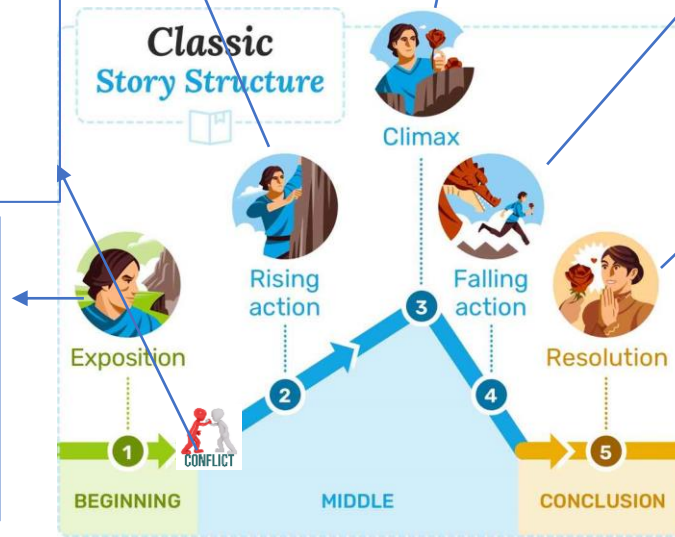 Classic
Story Structure
Climax
Rising
action
Falling
action
Exposition
Resolution
3
2
4
1
CONFLICT
5
BEGINNING
MIDDLE
CONCLUSION